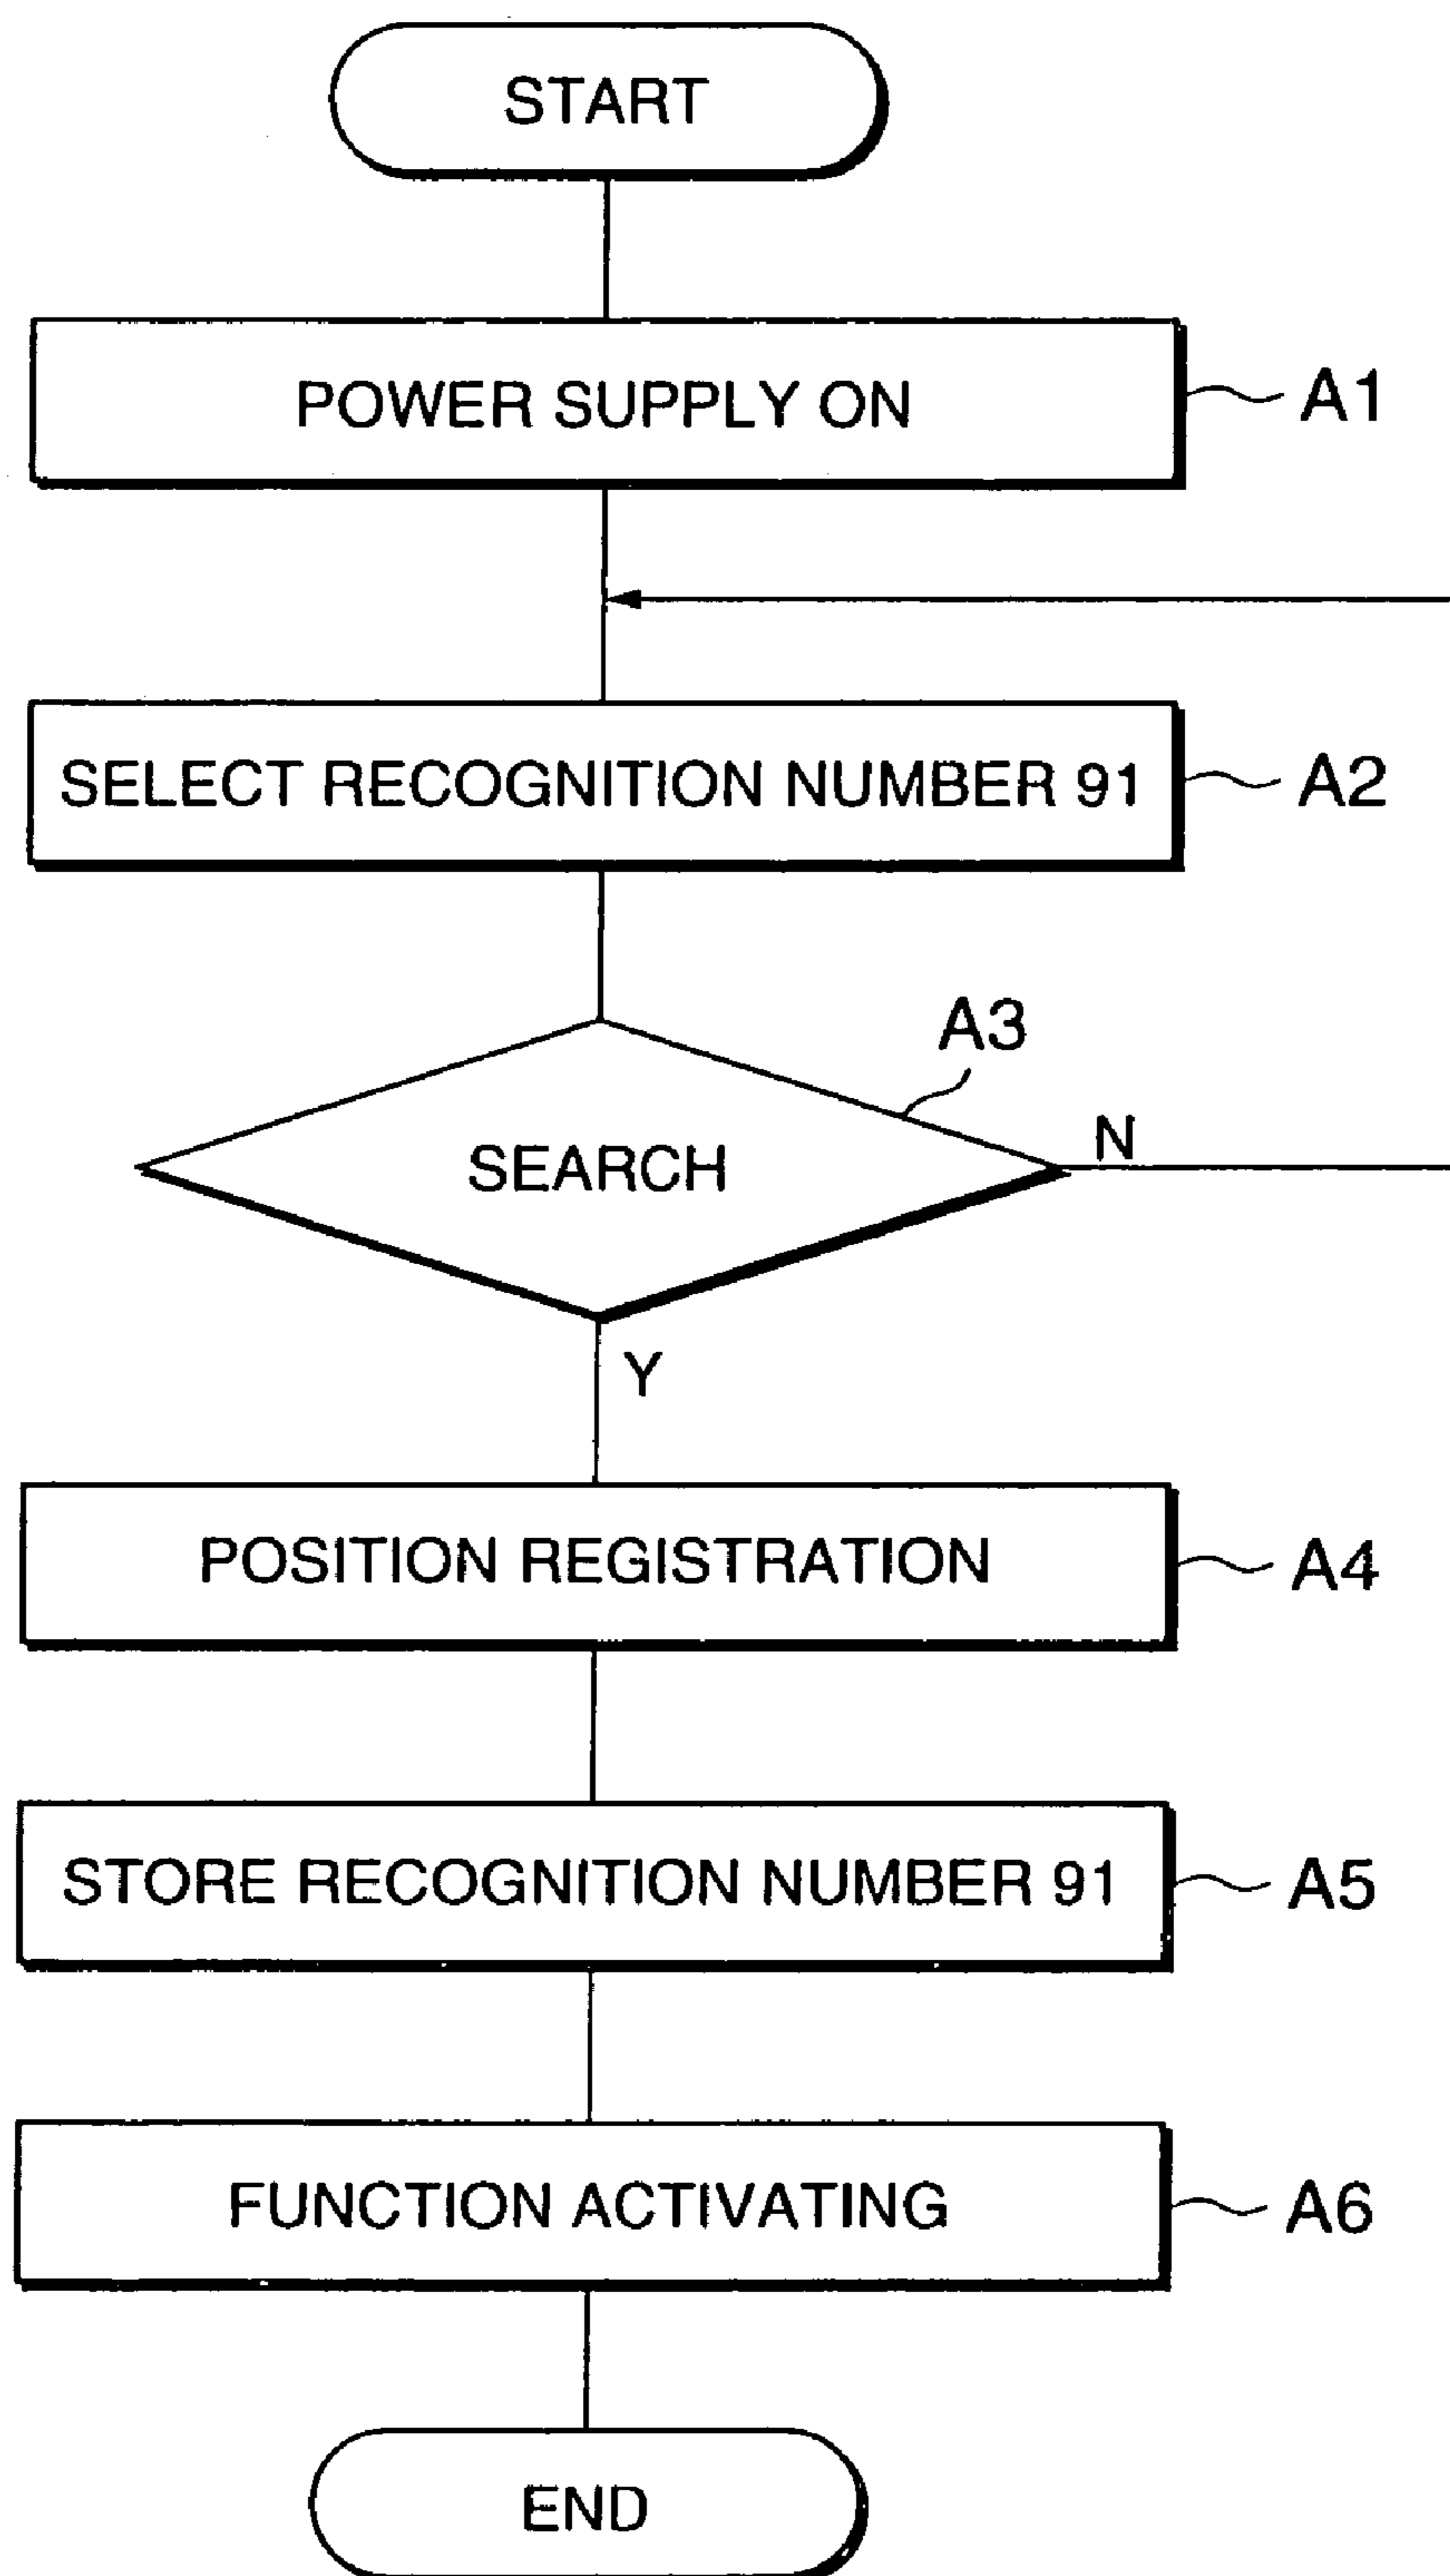 START
POWER SUPPLY ON
A1
SELECT RECOGNITION NUMBER 91
A2
A3
SEARCH
N
Y
POSITION REGISTRATION
A4
STORE RECOGNITION NUMBER 91
A5
FUNCTION ACTIVATING
A6
END